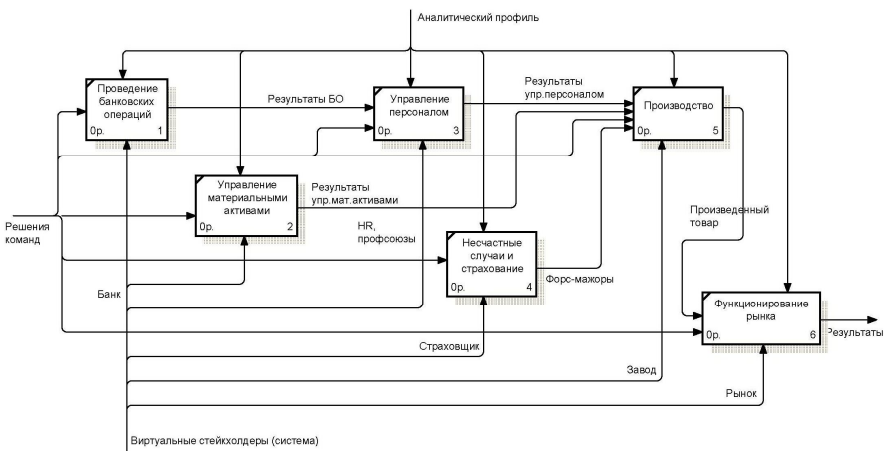 Аналитический профиль
Проведение
банковских
операций
0р. 1
Результаты БО
Управление
персоналом
0р. 3
Результаты
упр.персоналом
Производство
0р. 5
Управление
материальными
активами
0р. 2
Результаты
упр.мат.активами
Решения
команд
HR,
профсоюзы
Несчастные
случаи и
страхование
0р. 4
Форс-мажоры
Произведенный
товар
Банк
Функционирование
рынка
0р. 6
Результаты
Страховщик
Завод
Рынок
Виртуальные стейкхолдеры (система)